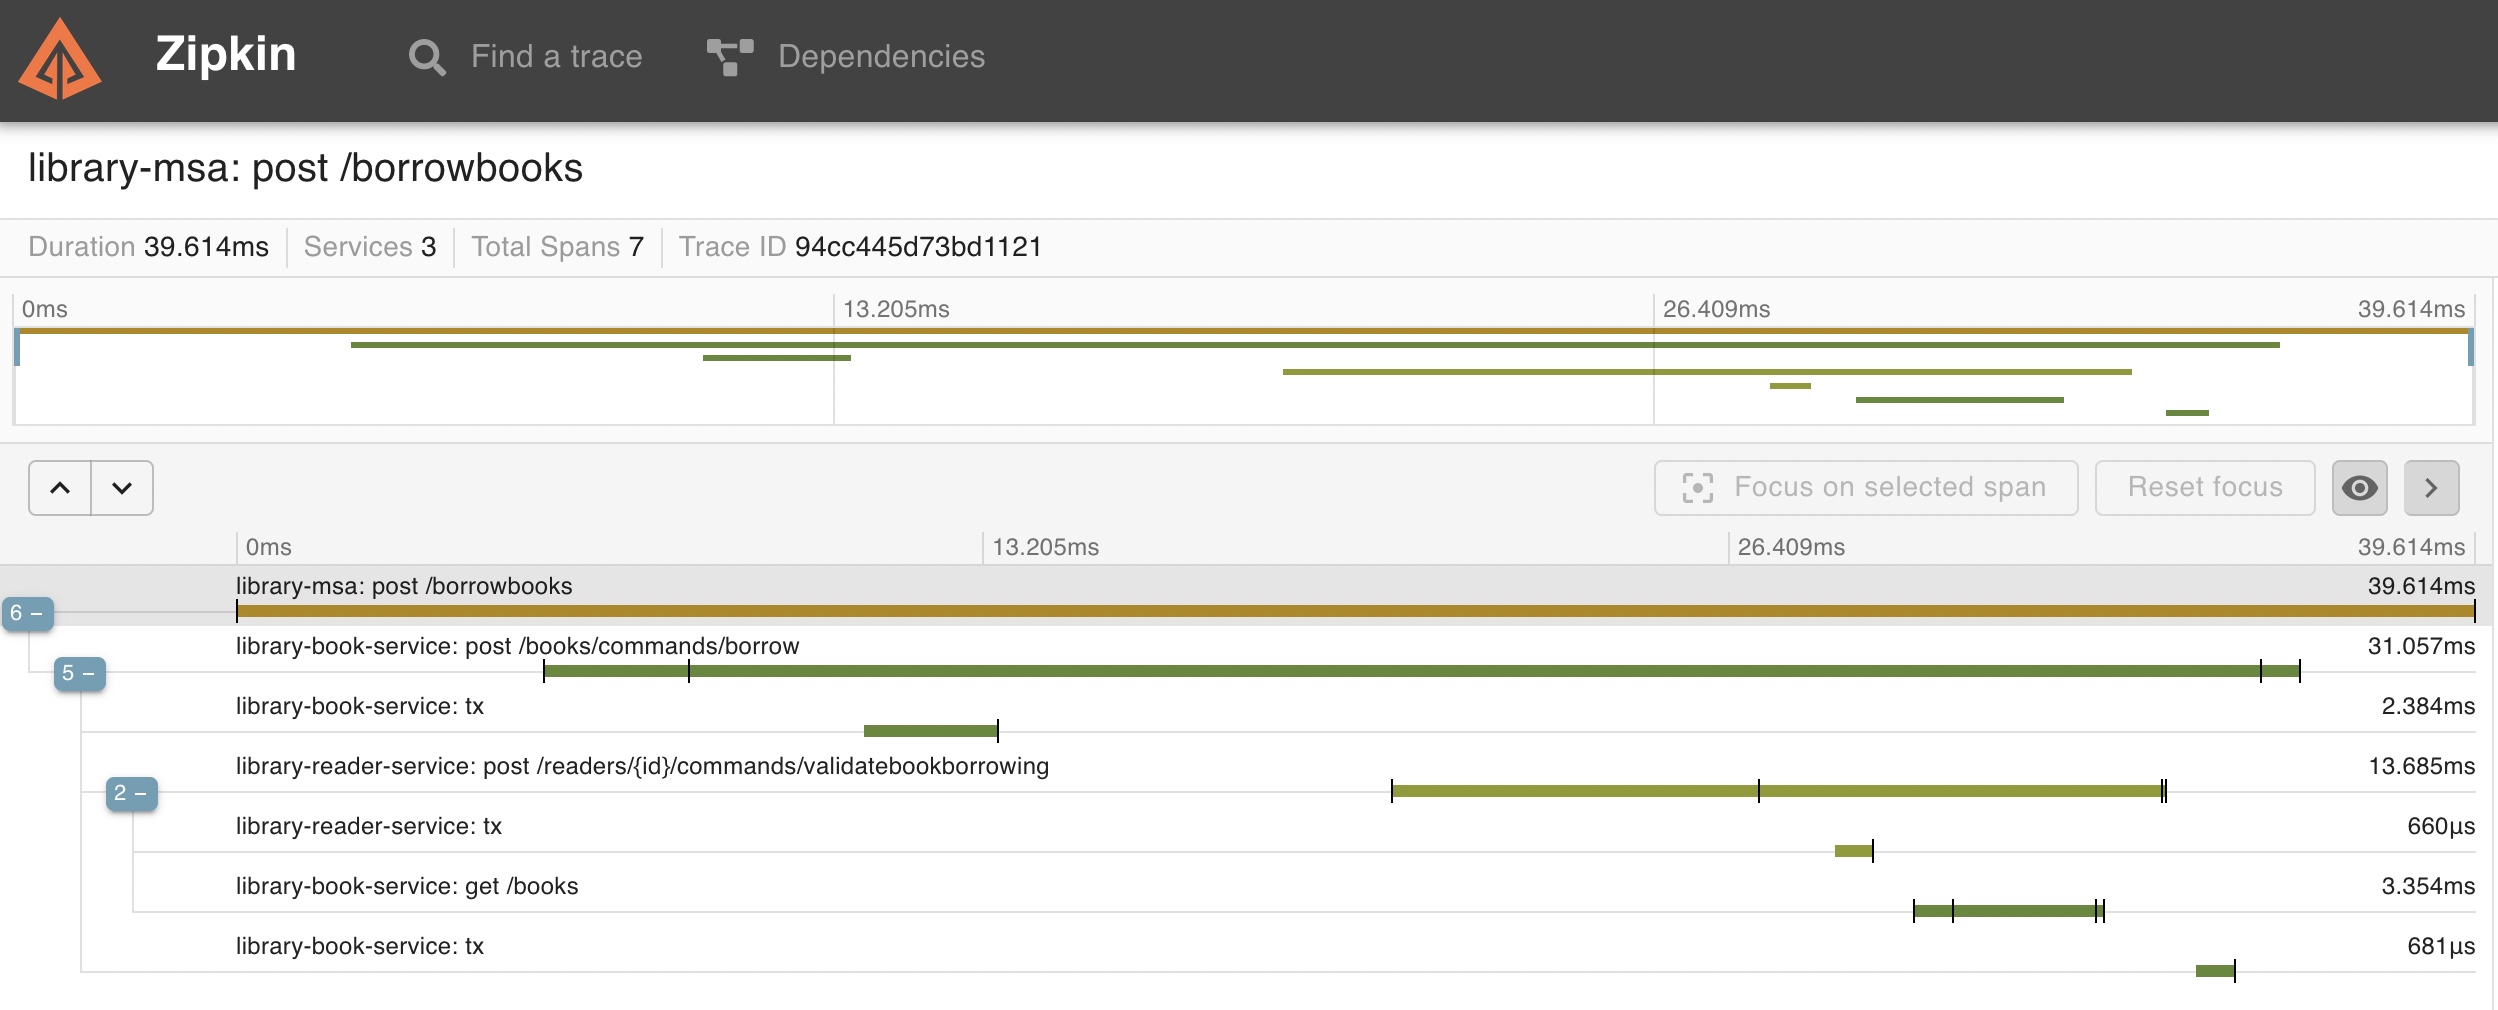 Zipkin Find a trace Dependencies
library-msa: post /borrowbooks
Duration 39.614ms Services 3 Total Spans 7 Trace ID 94cc445d73bd1121
0ms 13.205ms 26.409ms 39.614ms
Focus on selected span Reset focus
0ms 13.205ms 26.409ms 39.614ms
library-msa: post /borrowbooks 39.614ms
6 –
library-book-service: post /books/commands/borrow 31.057ms
5 –
library-book-service: tx 2.384ms
library-reader-service: post /readers/{id}/commands/validatebookborrowing 13.685ms
2 –
library-reader-service: tx 660µs
library-book-service: get /books 3.354ms
library-book-service: tx 681µs